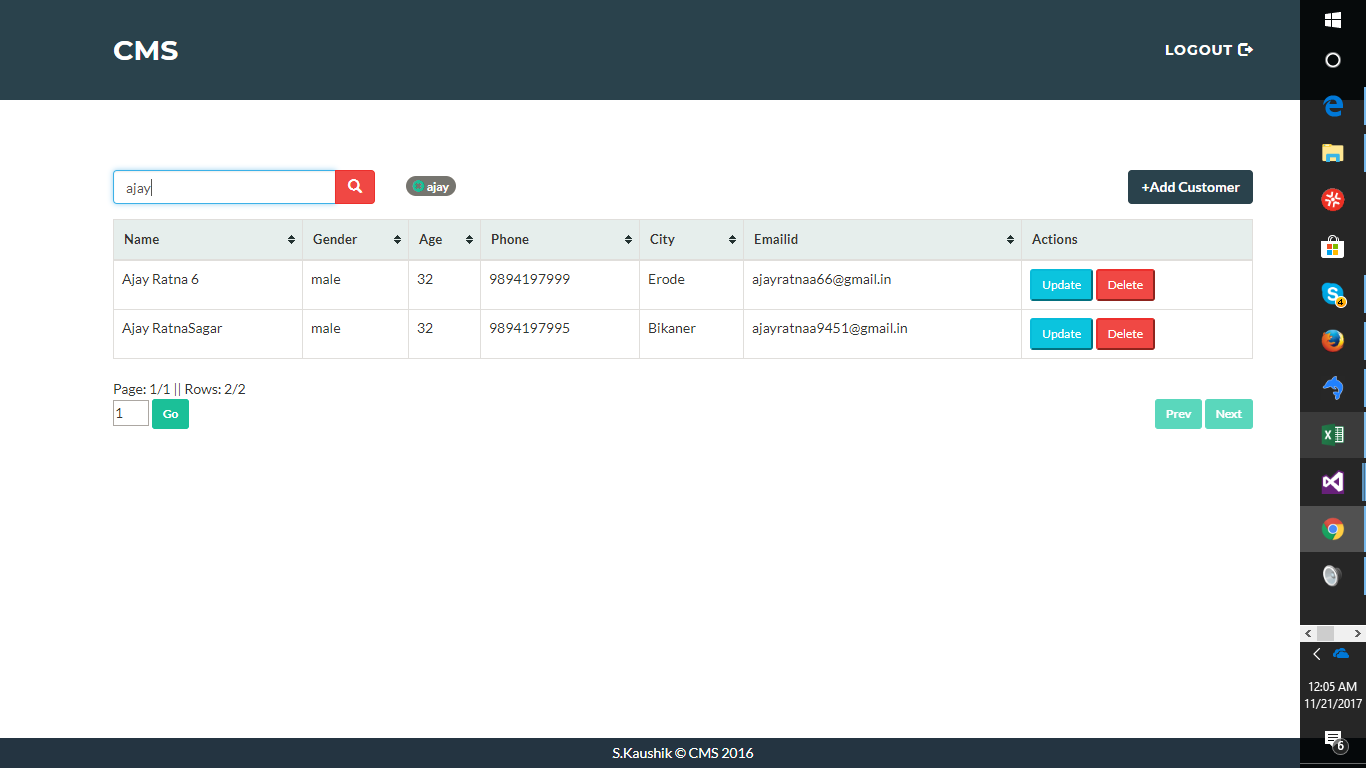 CMS
LOGOUT
ajay
ajay
+Add Customer
Name Gender Age Phone City Emailid Actions
Ajay Ratna 6 male 32 9894197999 Erode ajayratnaa66@gmail.in Update Delete
Ajay RatnaSagar male 32 9894197995 Bikaner ajayratnaa9451@gmail.in Update Delete
Page: 1/1 || Rows: 2/2
1 Go Prev Next
S.Kaushik © CMS 2016
4
12:05 AM
11/21/2017
6